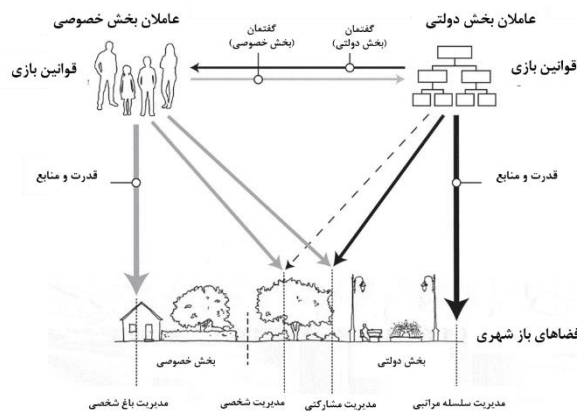 عاملان بخش دولتی
عاملان بخش خصوصی
گفتمان
(بخش دولتی)
گفتمان
(بخش خصوصی)
قوانین بازی
قوانین بازی
قدرت و منابع
قدرت و منابع
فضاهای باز شهری
بخش دولتی
بخش خصوصی
مدیریت سلسله مراتبی
مدیریت مشارکتی
مدیریت شخصی
مدیریت باغ شخصی